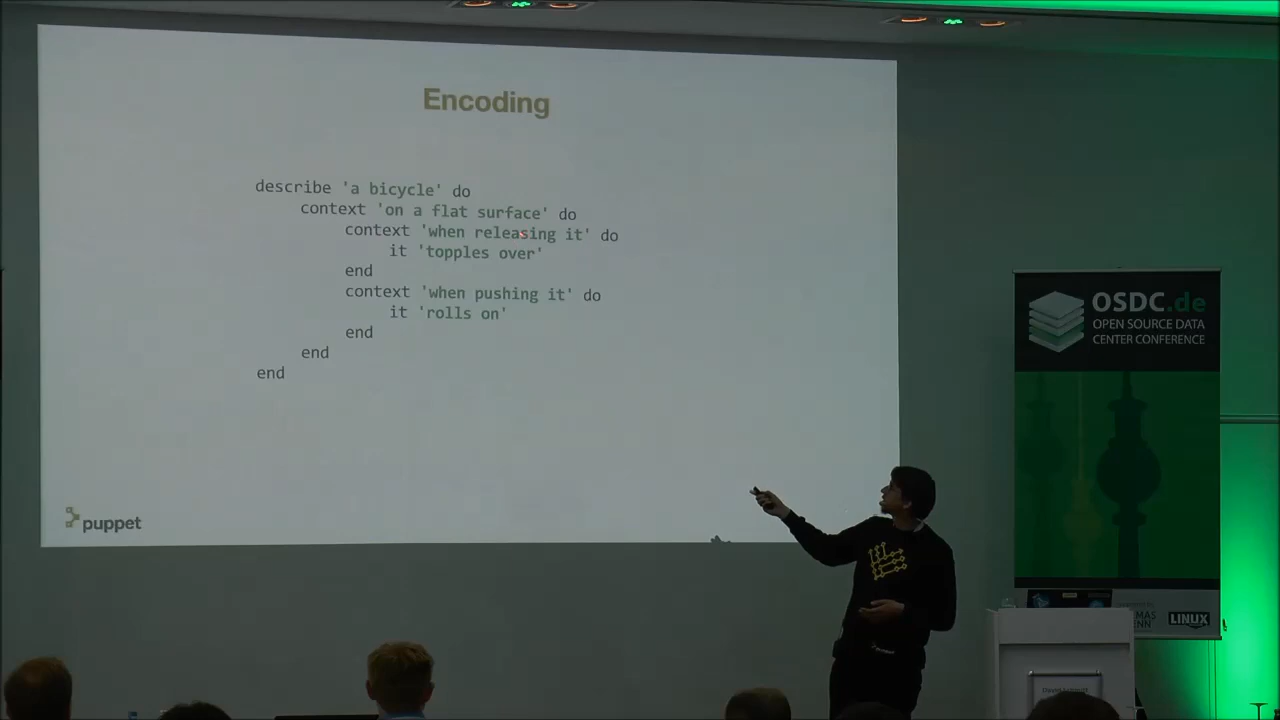 Encoding
describe 'a bicycle' do
context 'on a flat surface' do
context 'when releasing it' do
it 'topples over'
end
context 'when pushing it' do
it 'rolls on'
end
end
end
puppet
OSDC.de
OPEN SOURCE DATA
CENTER CONFERENCE
LINUX